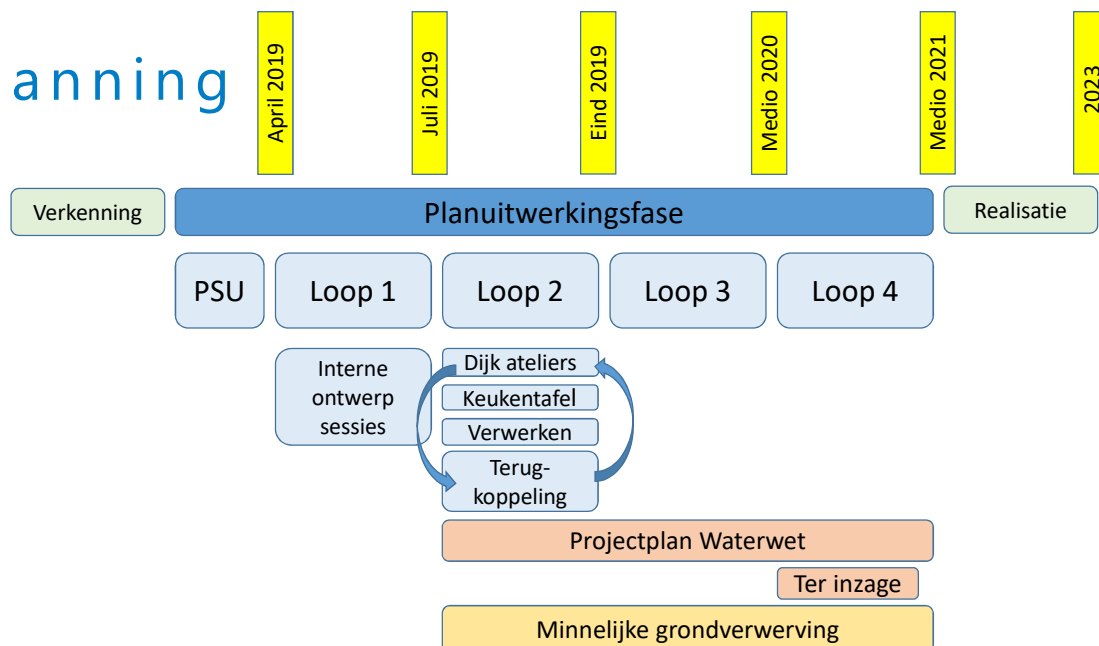 anning
April 2019
Juli 2019
Eind 2019
Medio 2020
Medio 2021
2023
Verkenning
Planuitwerkingsfase
Realisatie
PSU
Loop 1
Loop 2
Loop 3
Loop 4
Interne
ontwerp
sessies
Dijk ateliers
Keukentafel
Verwerken
Terug-
koppeling
Projectplan Waterwet
Ter inzage
Minnelijke grondverwerving